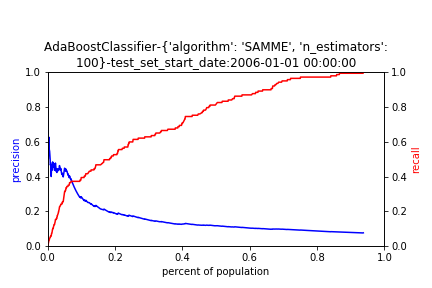 AdaBoostClassifier-{'algorithm': 'SAMME', 'n_estimators':
100}-test_set_start_date:2006-01-01 00:00:00
1.0 1.0
0.8 0.8
0.6 0.6
0.4 0.4
0.2 0.2
0.0 0.0
precision
recall
0.0 0.2 0.4 0.6 0.8 1.0
percent of population